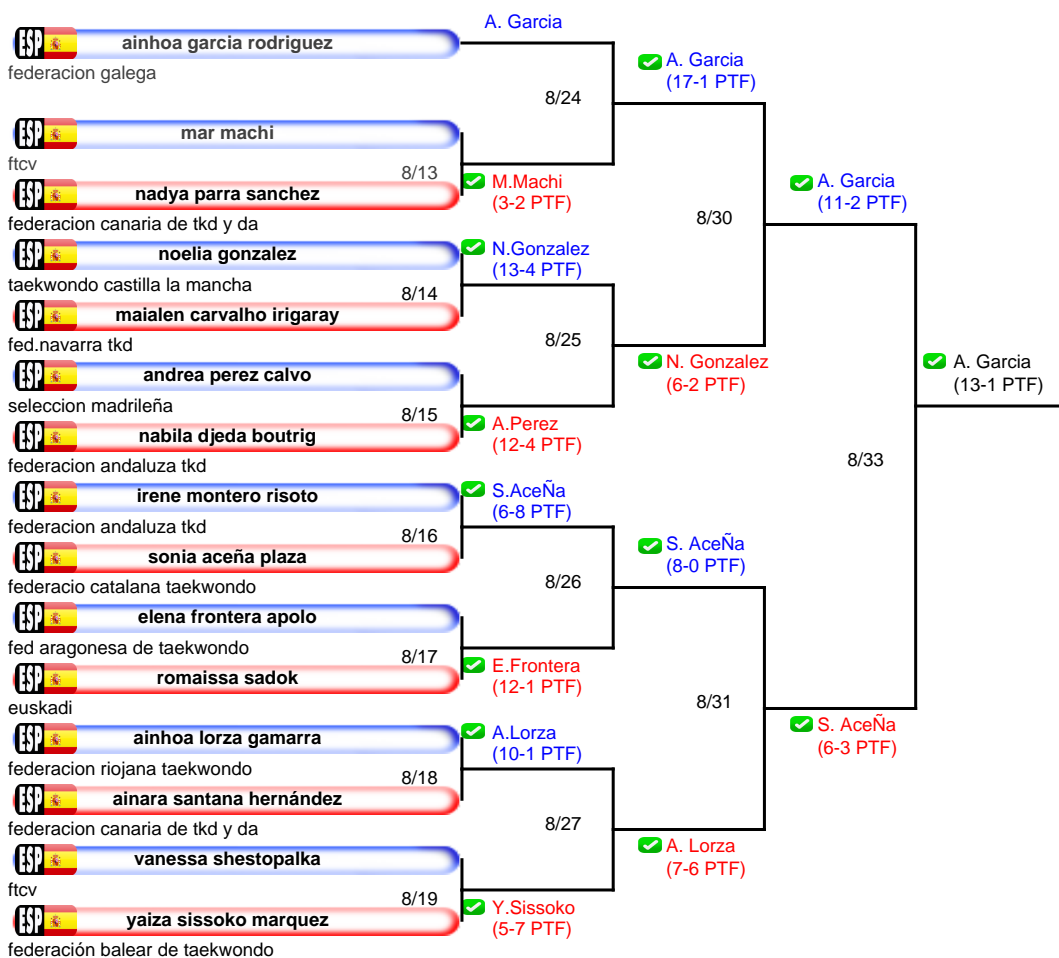 A. Garcia
ESP ainhoa garcia rodriguez
federacion galega
A. Garcia
(17-1 PTF)
8/24
ESP mar machi
ftcv
8/13
M.Machi
(3-2 PTF)
ESP nadya parra sanchez
federacion canaria de tkd y da
A. Garcia
(11-2 PTF)
8/30
ESP noelia gonzalez
N.Gonzalez
(13-4 PTF)
taekwondo castilla la mancha
8/14
ESP maialen carvalho irigaray
fed.navarra tkd
8/25
N. Gonzalez
(6-2 PTF)
A. Garcia
(13-1 PTF)
ESP andrea perez calvo
seleccion madrileña
8/15
A.Perez
(12-4 PTF)
ESP nabila djeda boutrig
federacion andaluza tkd
8/33
ESP irene montero risoto
S.AceÑa
(6-8 PTF)
federacion andaluza tkd
8/16
ESP sonia aceña plaza
S. AceÑa
(8-0 PTF)
federacio catalana taekwondo
8/26
ESP elena frontera apolo
fed aragonesa de taekwondo
8/17
E.Frontera
(12-1 PTF)
ESP romaissa sadok
euskadi
8/31
S. AceÑa
(6-3 PTF)
ESP ainhoa lorza gamarra
A.Lorza
(10-1 PTF)
federacion riojana taekwondo
8/18
ESP ainara santana hernández
federacion canaria de tkd y da
8/27
A. Lorza
(7-6 PTF)
ESP vanessa shestopalka
ftcv
8/19
Y.Sissoko
(5-7 PTF)
ESP yaiza sissoko marquez
federación balear de taekwondo